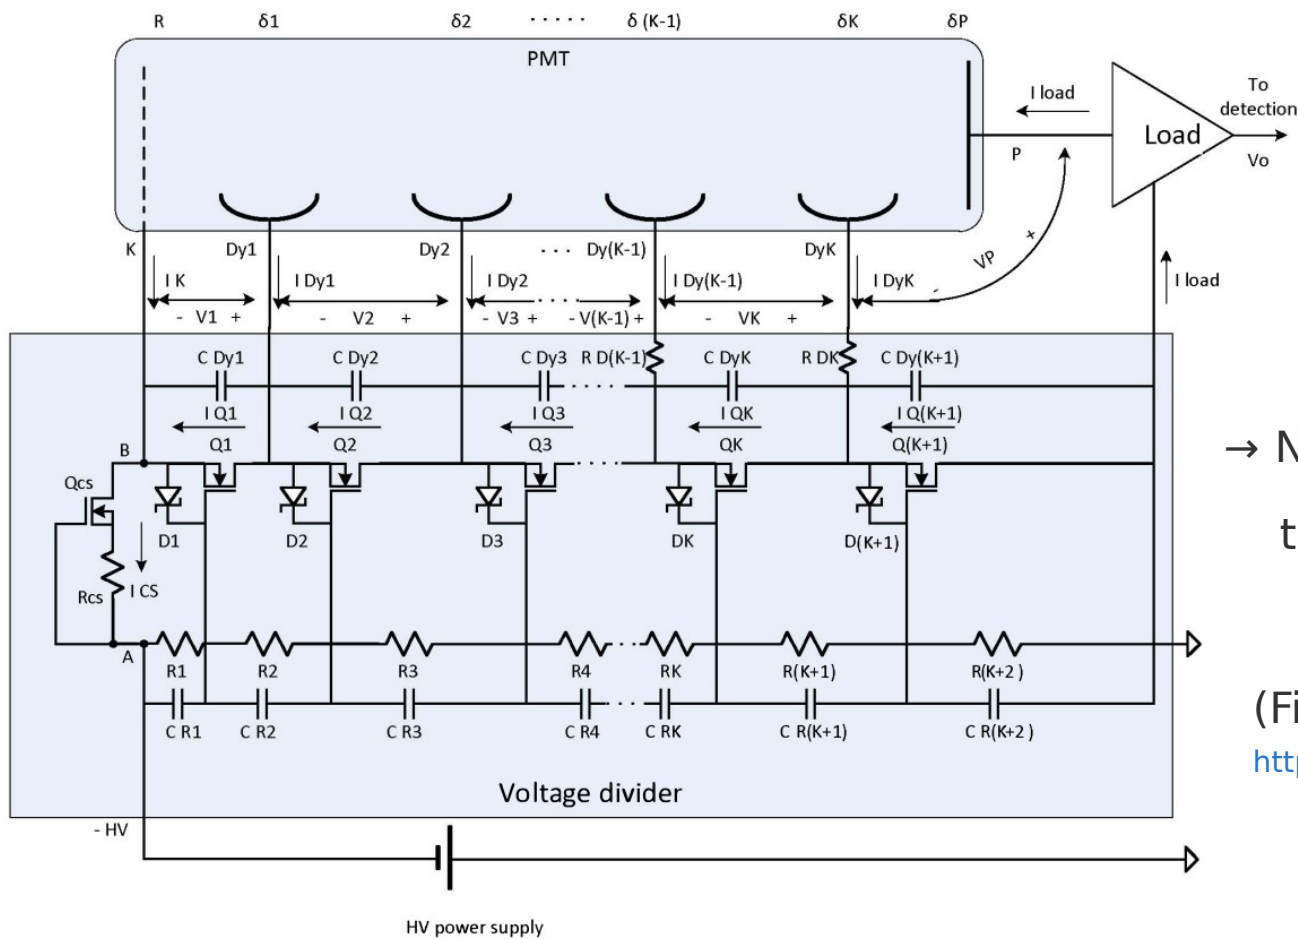 R δ1 δ2 ····· δ (K-1) δK δP
PMT
I load
To
detection
Load
P
Vo
K Dy1 Dy2 ··· Dy(K-1) DyK
VP
+
-
I K I Dy1 I Dy2 I Dy(K-1) I DyK I load
- V1 + - V2 + - V3 + - V(K-1) + - VK +
C Dy1 C Dy2 C Dy3 R D(K-1) C DyK R DK C Dy(K+1)
I Q1 I Q2 I Q3 I QK I Q(K+1)
B Q1 Q2 Q3 QK Q(K+1)
Qcs
D1 D2 D3 DK D(K+1)
Rcs I CS
A
R1 R2 R3 R4 RK R(K+1) R(K+2 )
C R1 C R2 C R3 C R4 C RK C R(K+1) C R(K+2 )
Voltage divider
- HV
HV power supply
→ N
t
(Fi
http